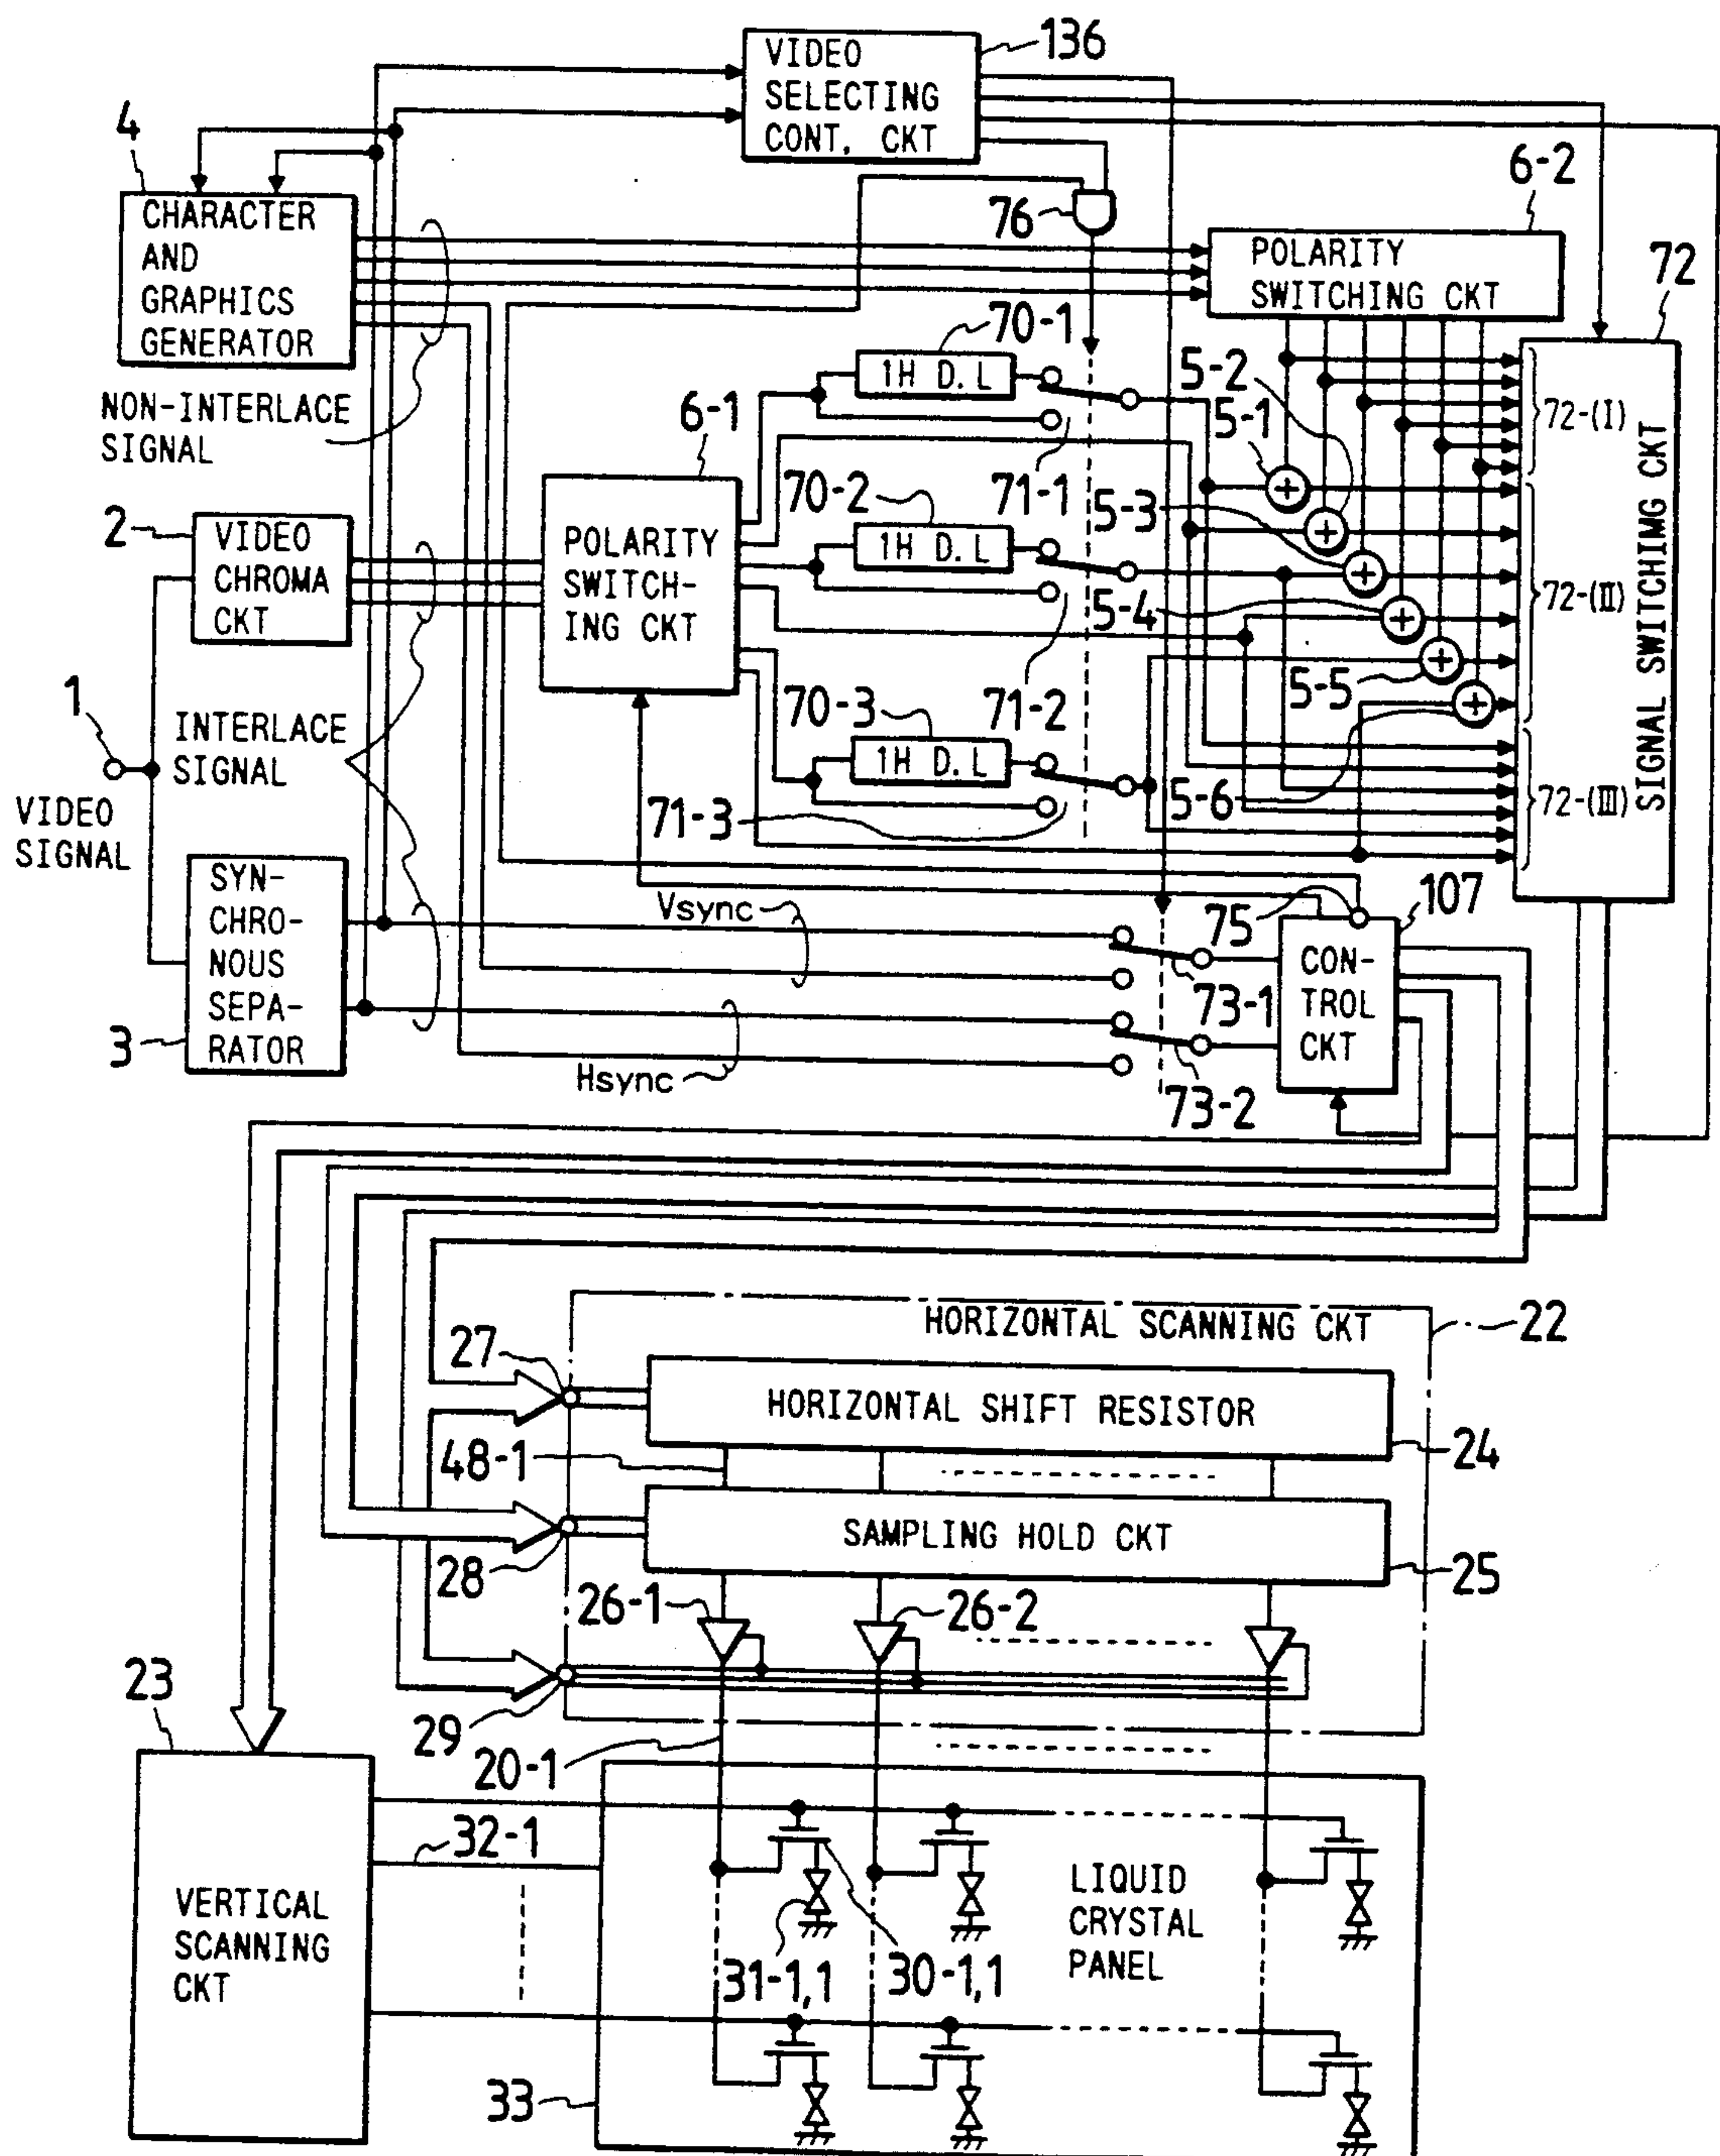 VIDEO
SELECTING
CONT. CKT
136
4
CHARACTER
AND
GRAPHICS
GENERATOR
76
6-2
POLARITY
SWITCHING CKT
72
NON-INTERLACE
SIGNAL
70-1
1H D.L
71-1
5-2
5-1
72-(I)
6-1
POLARITY
SWITCH-
ING CKT
70-2
1H D.L
71-2
5-3
5-4
72-(II)
SIGNAL SWITCHIMG CKT
2
VIDEO
CHROMA
CKT
1
VIDEO
SIGNAL
INTERLACE
SIGNAL
70-3
1H D.L
71-3
5-5
5-6
72-(III)
SYN-
CHRO-
NOUS
SEPA-
RATOR
3
Vsync
Hsync
75
73-1
73-2
107
CON-
TROL
CKT
HORIZONTAL SCANNING CKT
22
27
HORIZONTAL SHIFT RESISTOR
24
48-1
SAMPLING HOLD CKT
28
25
26-1
26-2
29
20-1
23
VERTICAL
SCANNING
CKT
32-1
31-1,1
30-1,1
LIQUID
CRYSTAL
PANEL
33